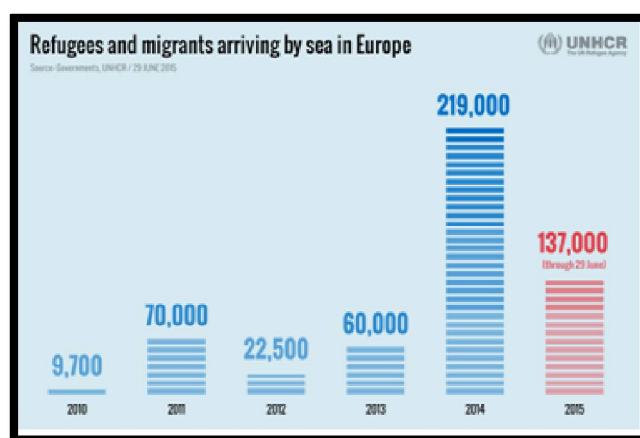 Refugees and migrants arriving by sea in Europe
Source: Governments, UNHCR / 29 JUNE 2015
UNHCR
The UN Refugee Agency
219,000
137,000
(through 29 June)
70,000
60,000
22,500
9,700
2010 2011 2012 2013 2014 2015